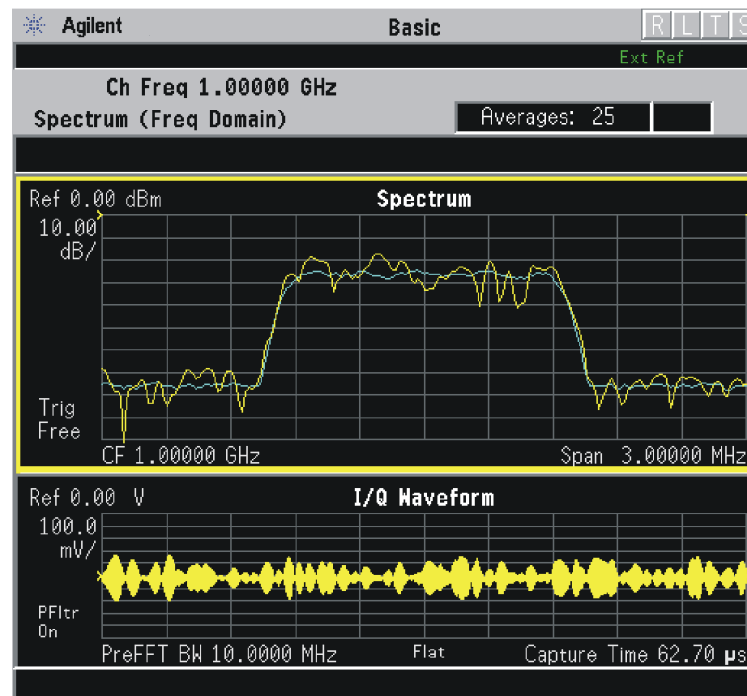 Agilent Basic R L T S
Ext Ref
Ch Freq 1.00000 GHz
Spectrum (Freq Domain) Averages: 25
Ref 0.00 dBm Spectrum
10.00
dB/
Trig
Free
CF 1.00000 GHz Span 3.00000 MHz
Ref 0.00 V I/Q Waveform
100.0
mV/
PFltr
On
PreFFT BW 10.0000 MHz Flat Capture Time 62.70 µs